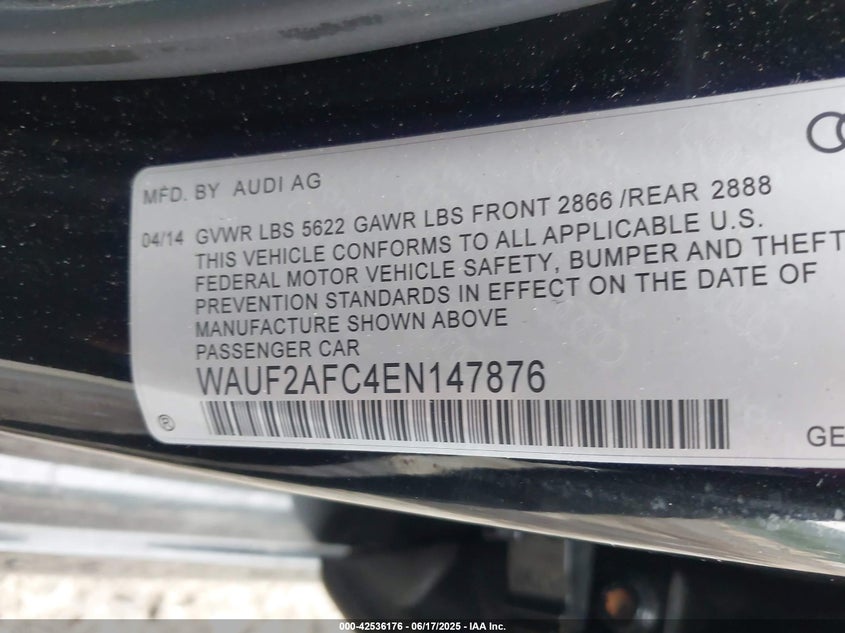 MFD. BY AUDI AG
04/14 GVWR LBS 5622 GAWR LBS FRONT 2866 /REAR 2888
THIS VEHICLE CONFORMS TO ALL APPLICABLE U.S.
FEDERAL MOTOR VEHICLE SAFETY, BUMPER AND THEFT
PREVENTION STANDARDS IN EFFECT ON THE DATE OF
MANUFACTURE SHOWN ABOVE
PASSENGER CAR
WAUF2AFC4EN147876
GE
000-42536176 - 06/17/2025 - IAA Inc.